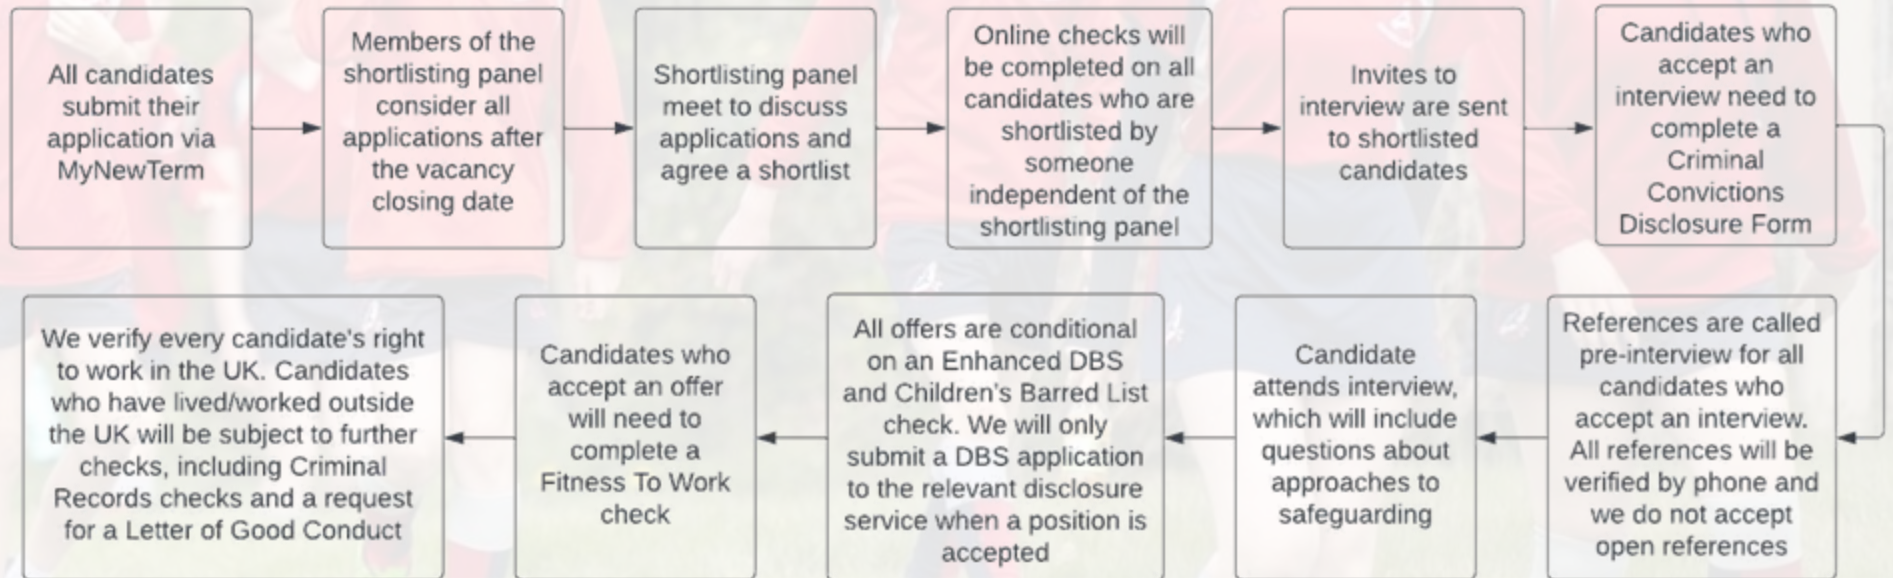 All candidates
submit their
application via
MyNewTerm
Members of the
shortlisting panel
consider all
applications after
the vacancy
closing date
Shortlisting panel
meet to discuss
applications and
agree a shortlist
Online checks will
be completed on all
candidates who are
shortlisted by
someone
independent of the
shortlisting panel
Invites to
interview are sent
to shortlisted
candidates
Candidates who
accept an
interview need to
complete a
Criminal
Convictions
Disclosure Form
References are called
pre-interview for all
candidates who
accept an interview.
All references will be
verified by phone and
we do not accept
open references
Candidate
attends interview,
which will include
questions about
approaches to
safeguarding
All offers are conditional
on an Enhanced DBS
and Children's Barred List
check. We will only
submit a DBS application
to the relevant disclosure
service when a position is
accepted
Candidates who
accept an offer
will need to
complete a
Fitness To Work
check
We verify every candidate's right
to work in the UK. Candidates
who have lived/worked outside
the UK will be subject to further
checks, including Criminal
Records checks and a request
for a Letter of Good Conduct